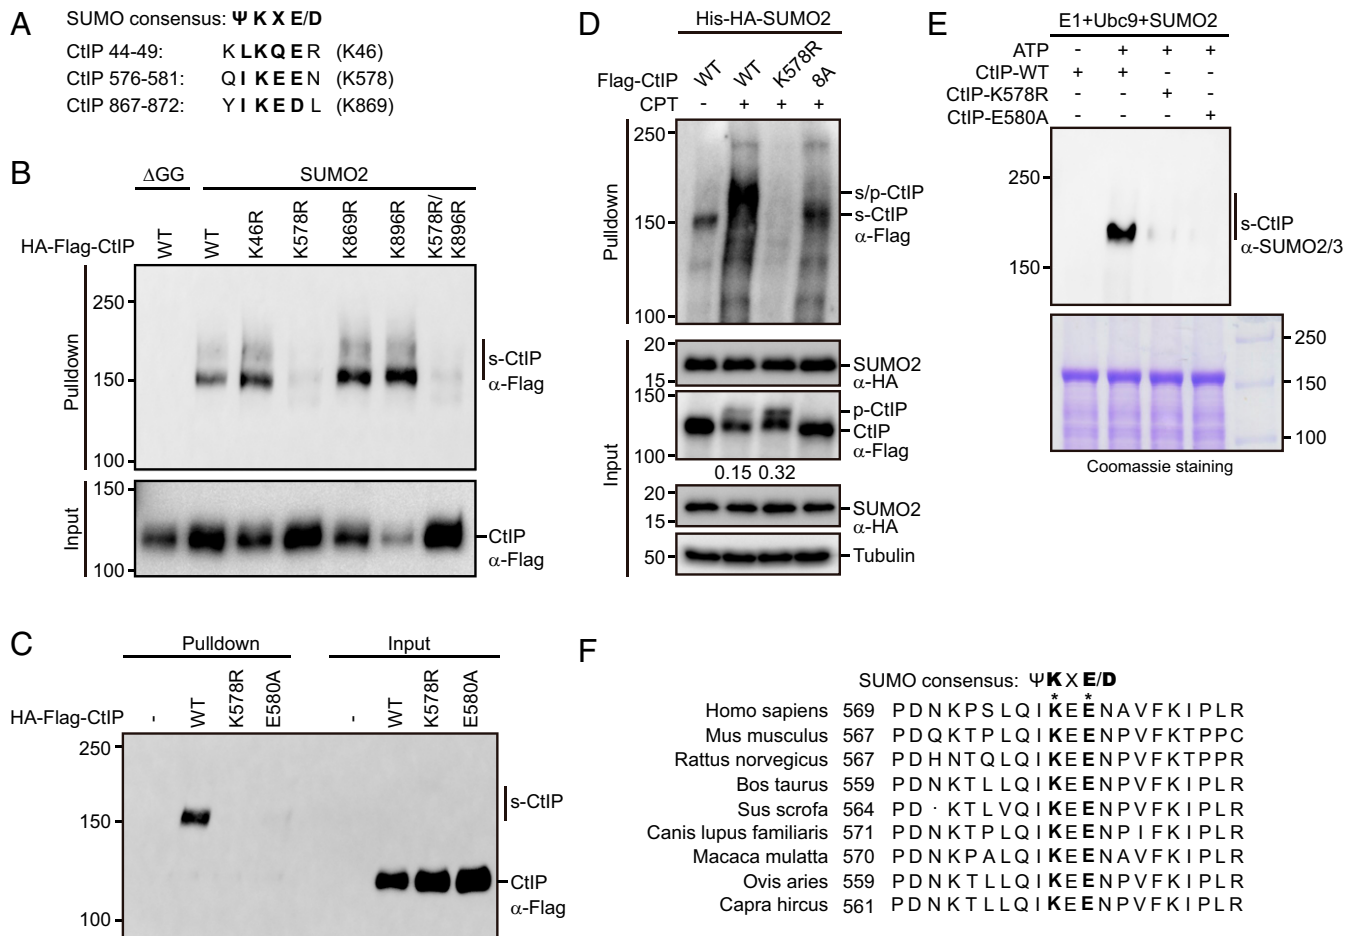 A
SUMO consensus: Ψ K X E/D
CtIP 44-49: K L K Q E R (K46)
CtIP 576-581: Q I K E E N (K578)
CtIP 867-872: Y I K E D L (K869)
B
ΔGG SUMO2
HA-Flag-CtIP WT WT K46R K578R K869R K896R K578R/K896R
Pulldown
250
150
100
s-CtIP
α-Flag
Input
150
100
CtIP
α-Flag
C
Pulldown Input
HA-Flag-CtIP - WT K578R E580A - WT K578R E580A
250
150
100
s-CtIP
CtIP
α-Flag
D
His-HA-SUMO2
Flag-CtIP WT WT K578R 8A
CPT - + + +
Pulldown
250
150
100
s/p-CtIP
s-CtIP
α-Flag
Input
20
15
SUMO2
α-HA
150
100
p-CtIP
CtIP
α-Flag
0.15 0.32
20
15
SUMO2
α-HA
50
Tubulin
E
E1+Ubc9+SUMO2
ATP - + + +
CtIP-WT + + - -
CtIP-K578R - - + -
CtIP-E580A - - - +
250
150
s-CtIP
α-SUMO2/3
250
150
100
Coomassie staining
F
SUMO consensus: Ψ K X E/D
* *
Homo sapiens 569 P D N K P S L Q I K E E N A V F K I P L R
Mus musculus 567 P D Q K T P L Q I K E E N P V F K T P P C
Rattus norvegicus 567 P D H N T Q L Q I K E E N P V F K T P P R
Bos taurus 559 P D N K T L L Q I K E E N P V F K I P L R
Sus scrofa 564 P D · K T L V Q I K E E N P V F K I P L R
Canis lupus familiaris 571 P D N K T P L Q I K E E N P I F K I P L R
Macaca mulatta 570 P D N K P A L Q I K E E N A V F K I P L R
Ovis aries 559 P D N K T L L Q I K E E N P V F K I P L R
Capra hircus 561 P D N K T L L Q I K E E N P V F K I P L R